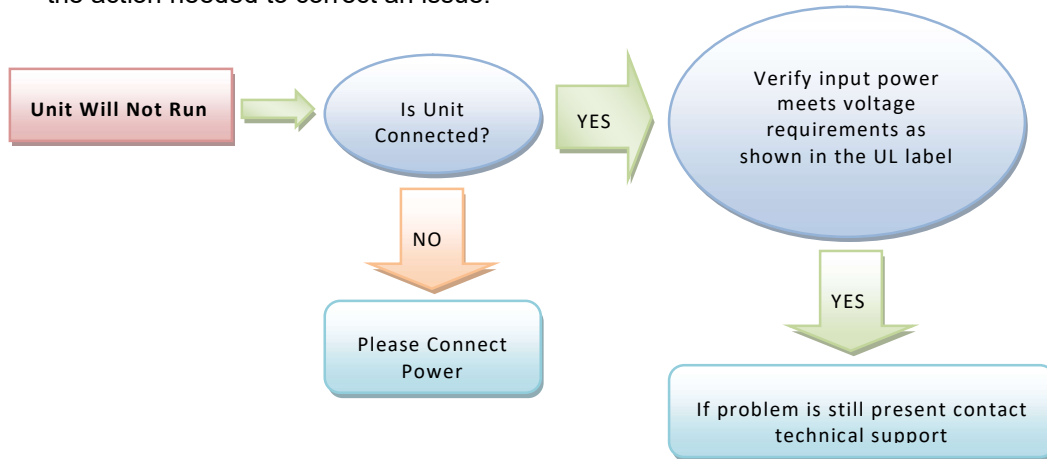 the action needed to correct an issue.
Unit Will Not Run
Is Unit
Connected?
YES
Verify input power
meets voltage
requirements as
shown in the UL label
NO
YES
Please Connect
Power
If problem is still present contact
technical support